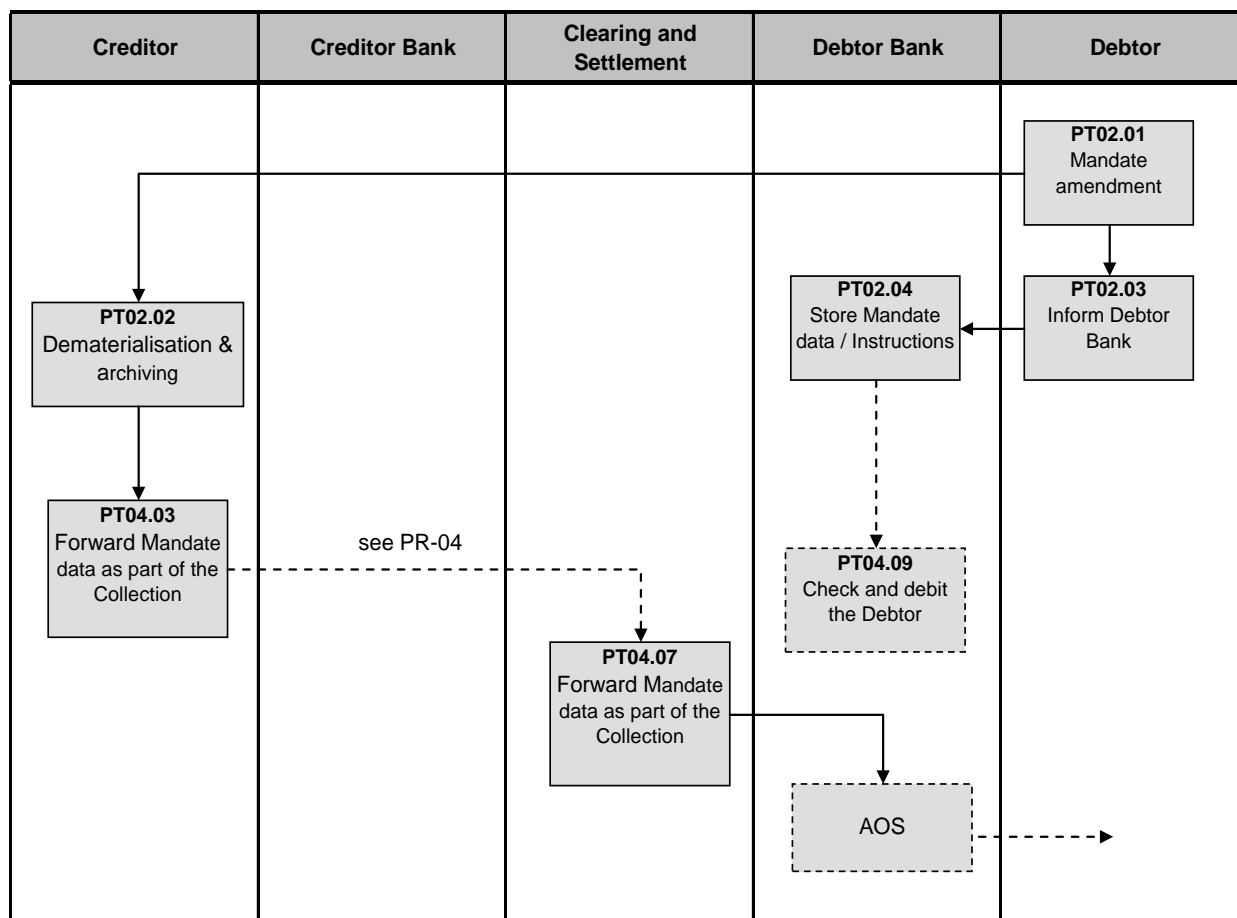 Creditor
Creditor Bank
Clearing and
Settlement
Debtor Bank
Debtor
PT02.01
Mandate
amendment
PT02.02
Dematerialisation &
archiving
PT02.04
Store Mandate
data / Instructions
PT02.03
Inform Debtor
Bank
PT04.03
Forward Mandate
data as part of the
Collection
see PR-04
PT04.09
Check and debit
the Debtor
PT04.07
Forward Mandate
data as part of the
Collection
AOS